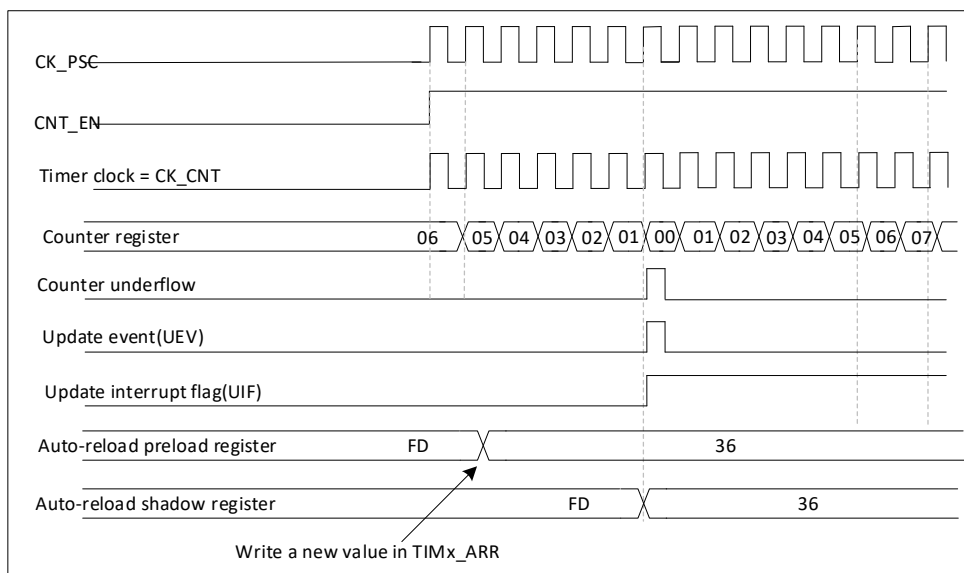 CK_PSC
CNT_EN
Timer clock = CK_CNT
Counter register 06 05 04 03 02 01 00 01 02 03 04 05 06 07
Counter underflow
Update event(UEV)
Update interrupt flag(UIF)
Auto-reload preload register FD 36
Auto-reload shadow register FD 36
Write a new value in TIMx_ARR